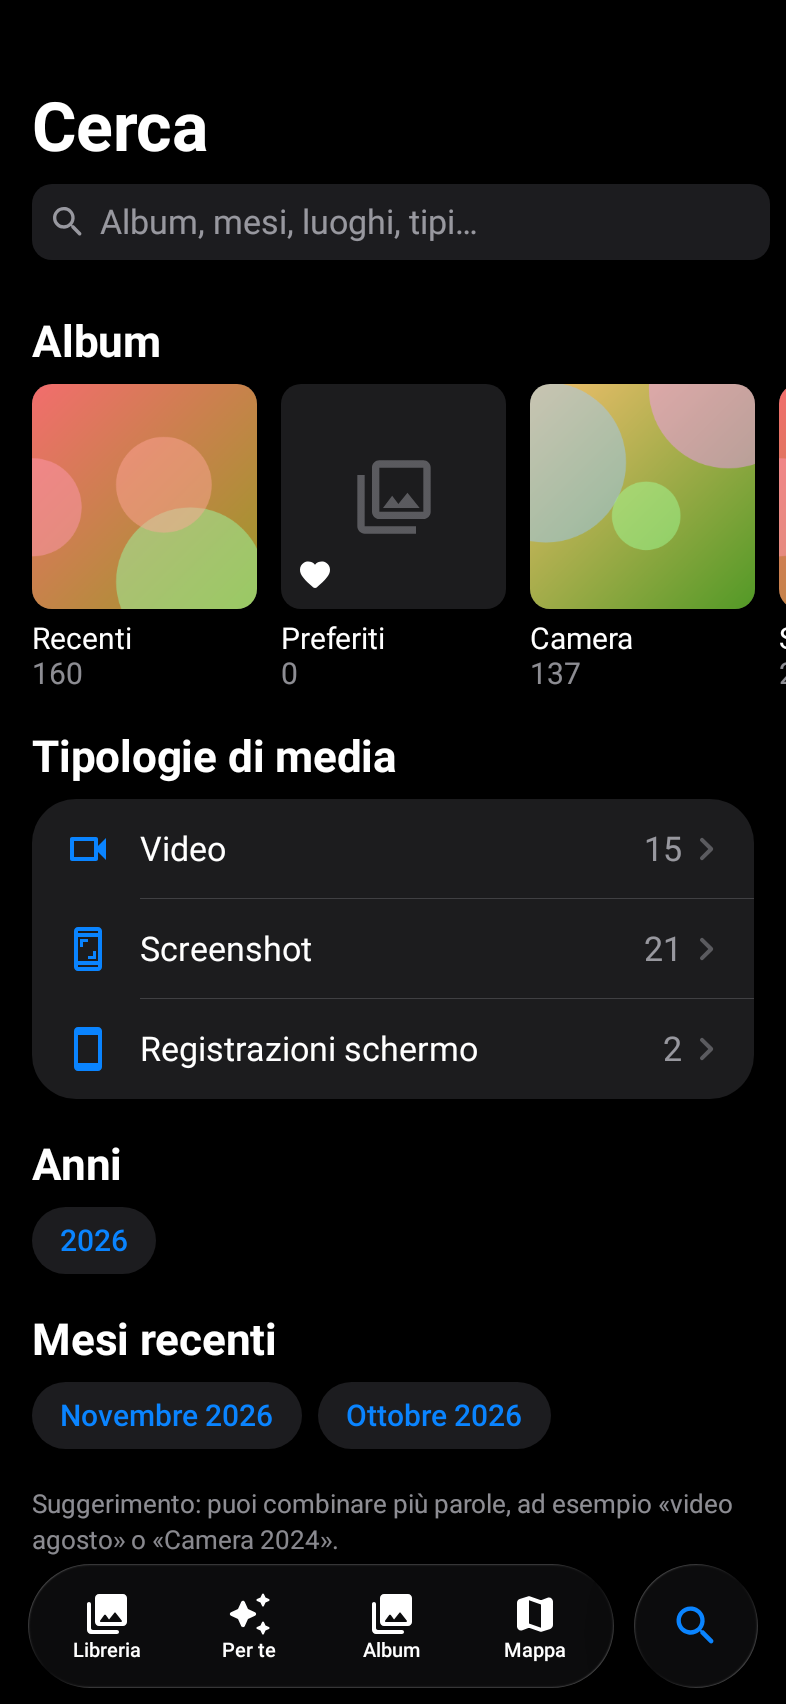 Cerca
Album, mesi, luoghi, tipi…
Album
Recenti
160
Preferiti
0
Camera
137
Tipologie di media
Video 15
Screenshot 21
Registrazioni schermo 2
Anni
2026
Mesi recenti
Novembre 2026 Ottobre 2026
Suggerimento: puoi combinare più parole, ad esempio «video
agosto» o «Camera 2024».
Libreria Per te Album Mappa